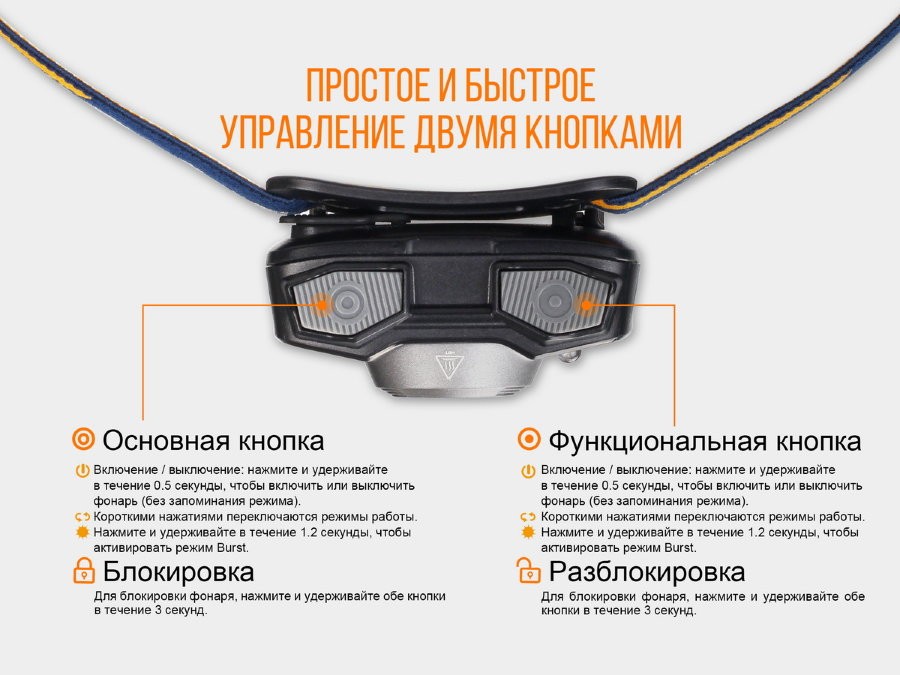 ПРОСТОЕ И БЫСТРОЕ
УПРАВЛЕНИЕ ДВУМЯ КНОПКАМИ
Основная кнопка
Включение / выключение: нажмите и удерживайте
в течение 0.5 секунды, чтобы включить или выключить
фонарь (без запоминания режима).
Короткими нажатиями переключаются режимы работы.
Нажмите и удерживайте в течение 1.2 секунды, чтобы
активировать режим Burst.
Блокировка
Для блокировки фонаря, нажмите и удерживайте обе кнопки
в течение 3 секунд.
Функциональная кнопка
Включение / выключение: нажмите и удерживайте
в течение 0.5 секунды, чтобы включить или выключить
фонарь (без запоминания режима).
Короткими нажатиями переключаются режимы работы.
Нажмите и удерживайте в течение 1.2 секунды, чтобы
активировать режим Burst.
Разблокировка
Для блокировки фонаря, нажмите и удерживайте обе
кнопки в течение 3 секунд.